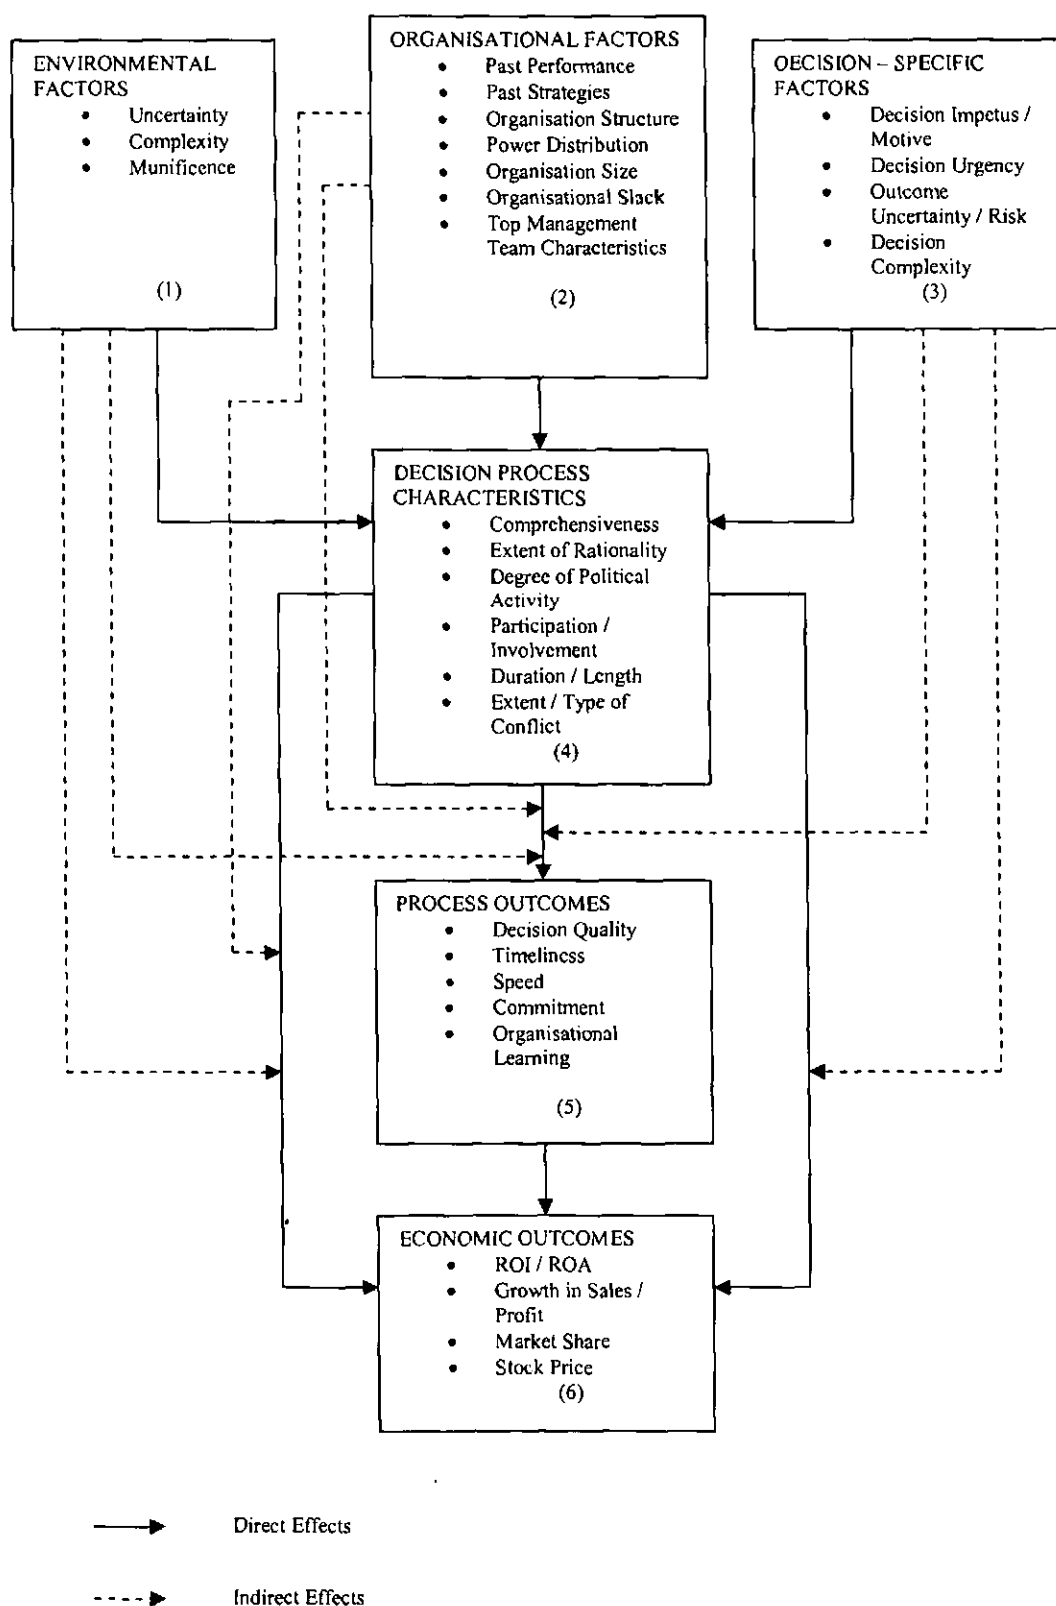 ENVIRONMENTAL
FACTORS
• Uncertainty
• Complexity
• Munificence
(1)
ORGANISATIONAL FACTORS
• Past Performance
• Past Strategies
• Organisation Structure
• Power Distribution
• Organisation Size
• Organisational Slack
• Top Management
Team Characteristics
(2)
OECISION – SPECIFIC
FACTORS
• Decision Impetus /
Motive
• Decision Urgency
• Outcome
Uncertainty / Risk
• Decision
Complexity
(3)
DECISION PROCESS
CHARACTERISTICS
• Comprehensiveness
• Extent of Rationality
• Degree of Political
Activity
• Participation /
Involvement
• Duration / Length
• Extent / Type of
Conflict
(4)
PROCESS OUTCOMES
• Decision Quality
• Timeliness
• Speed
• Commitment
• Organisational
Learning
(5)
ECONOMIC OUTCOMES
• ROI / ROA
• Growth in Sales /
Profit
• Market Share
• Stock Price
(6)
Direct Effects
Indirect Effects